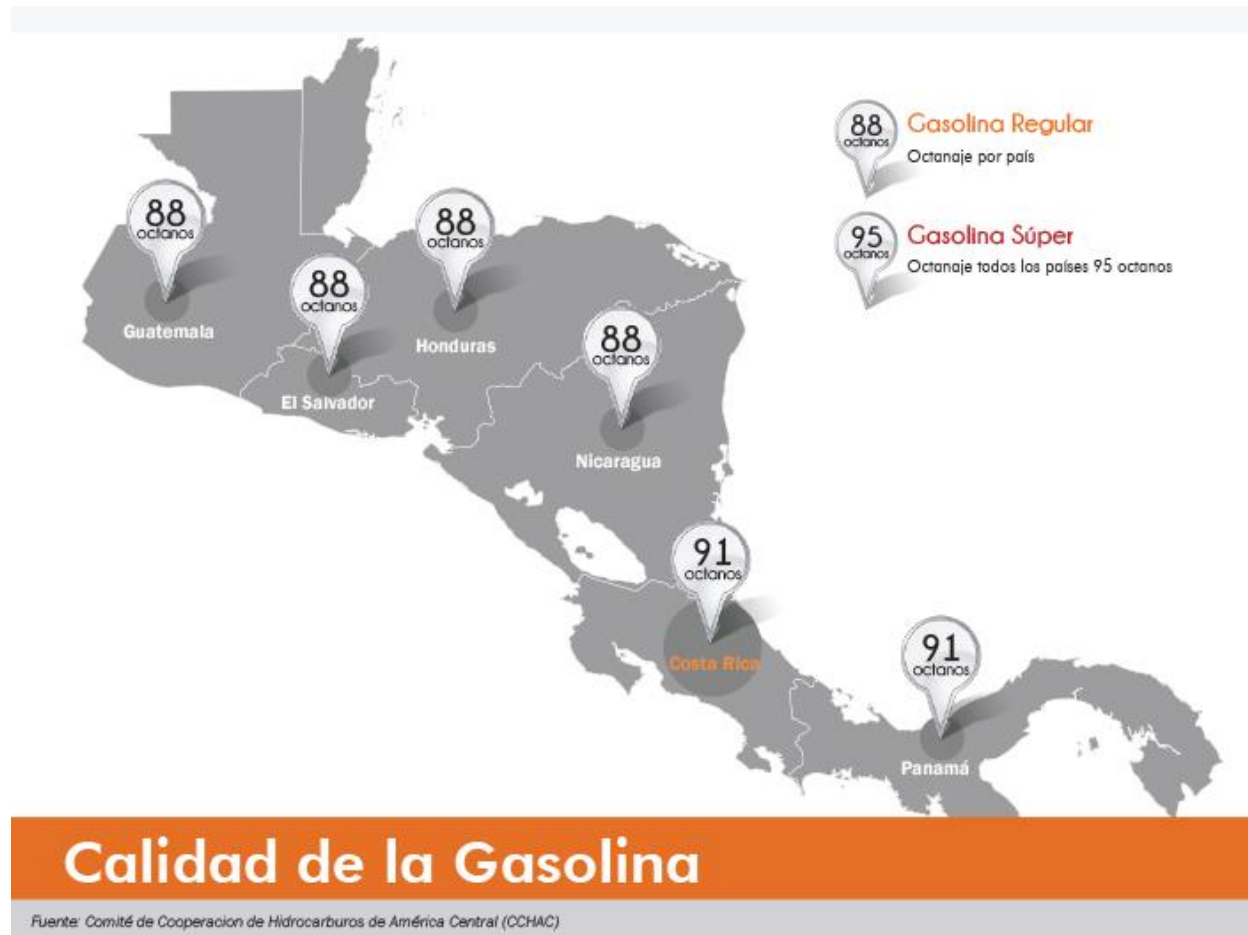 88
octanos
Gasolina Regular
Octanaje por país
95
octanos
Gasolina Súper
Octanaje todos los países 95 octanos
88
octanos
Guatemala
88
octanos
Honduras
88
octanos
El Salvador
88
octanos
Nicaragua
91
octanos
Costa Rica
91
octanos
Panamá
Calidad de la Gasolina
Fuente: Comité de Cooperacion de Hidrocarburos de América Central (CCHAC)